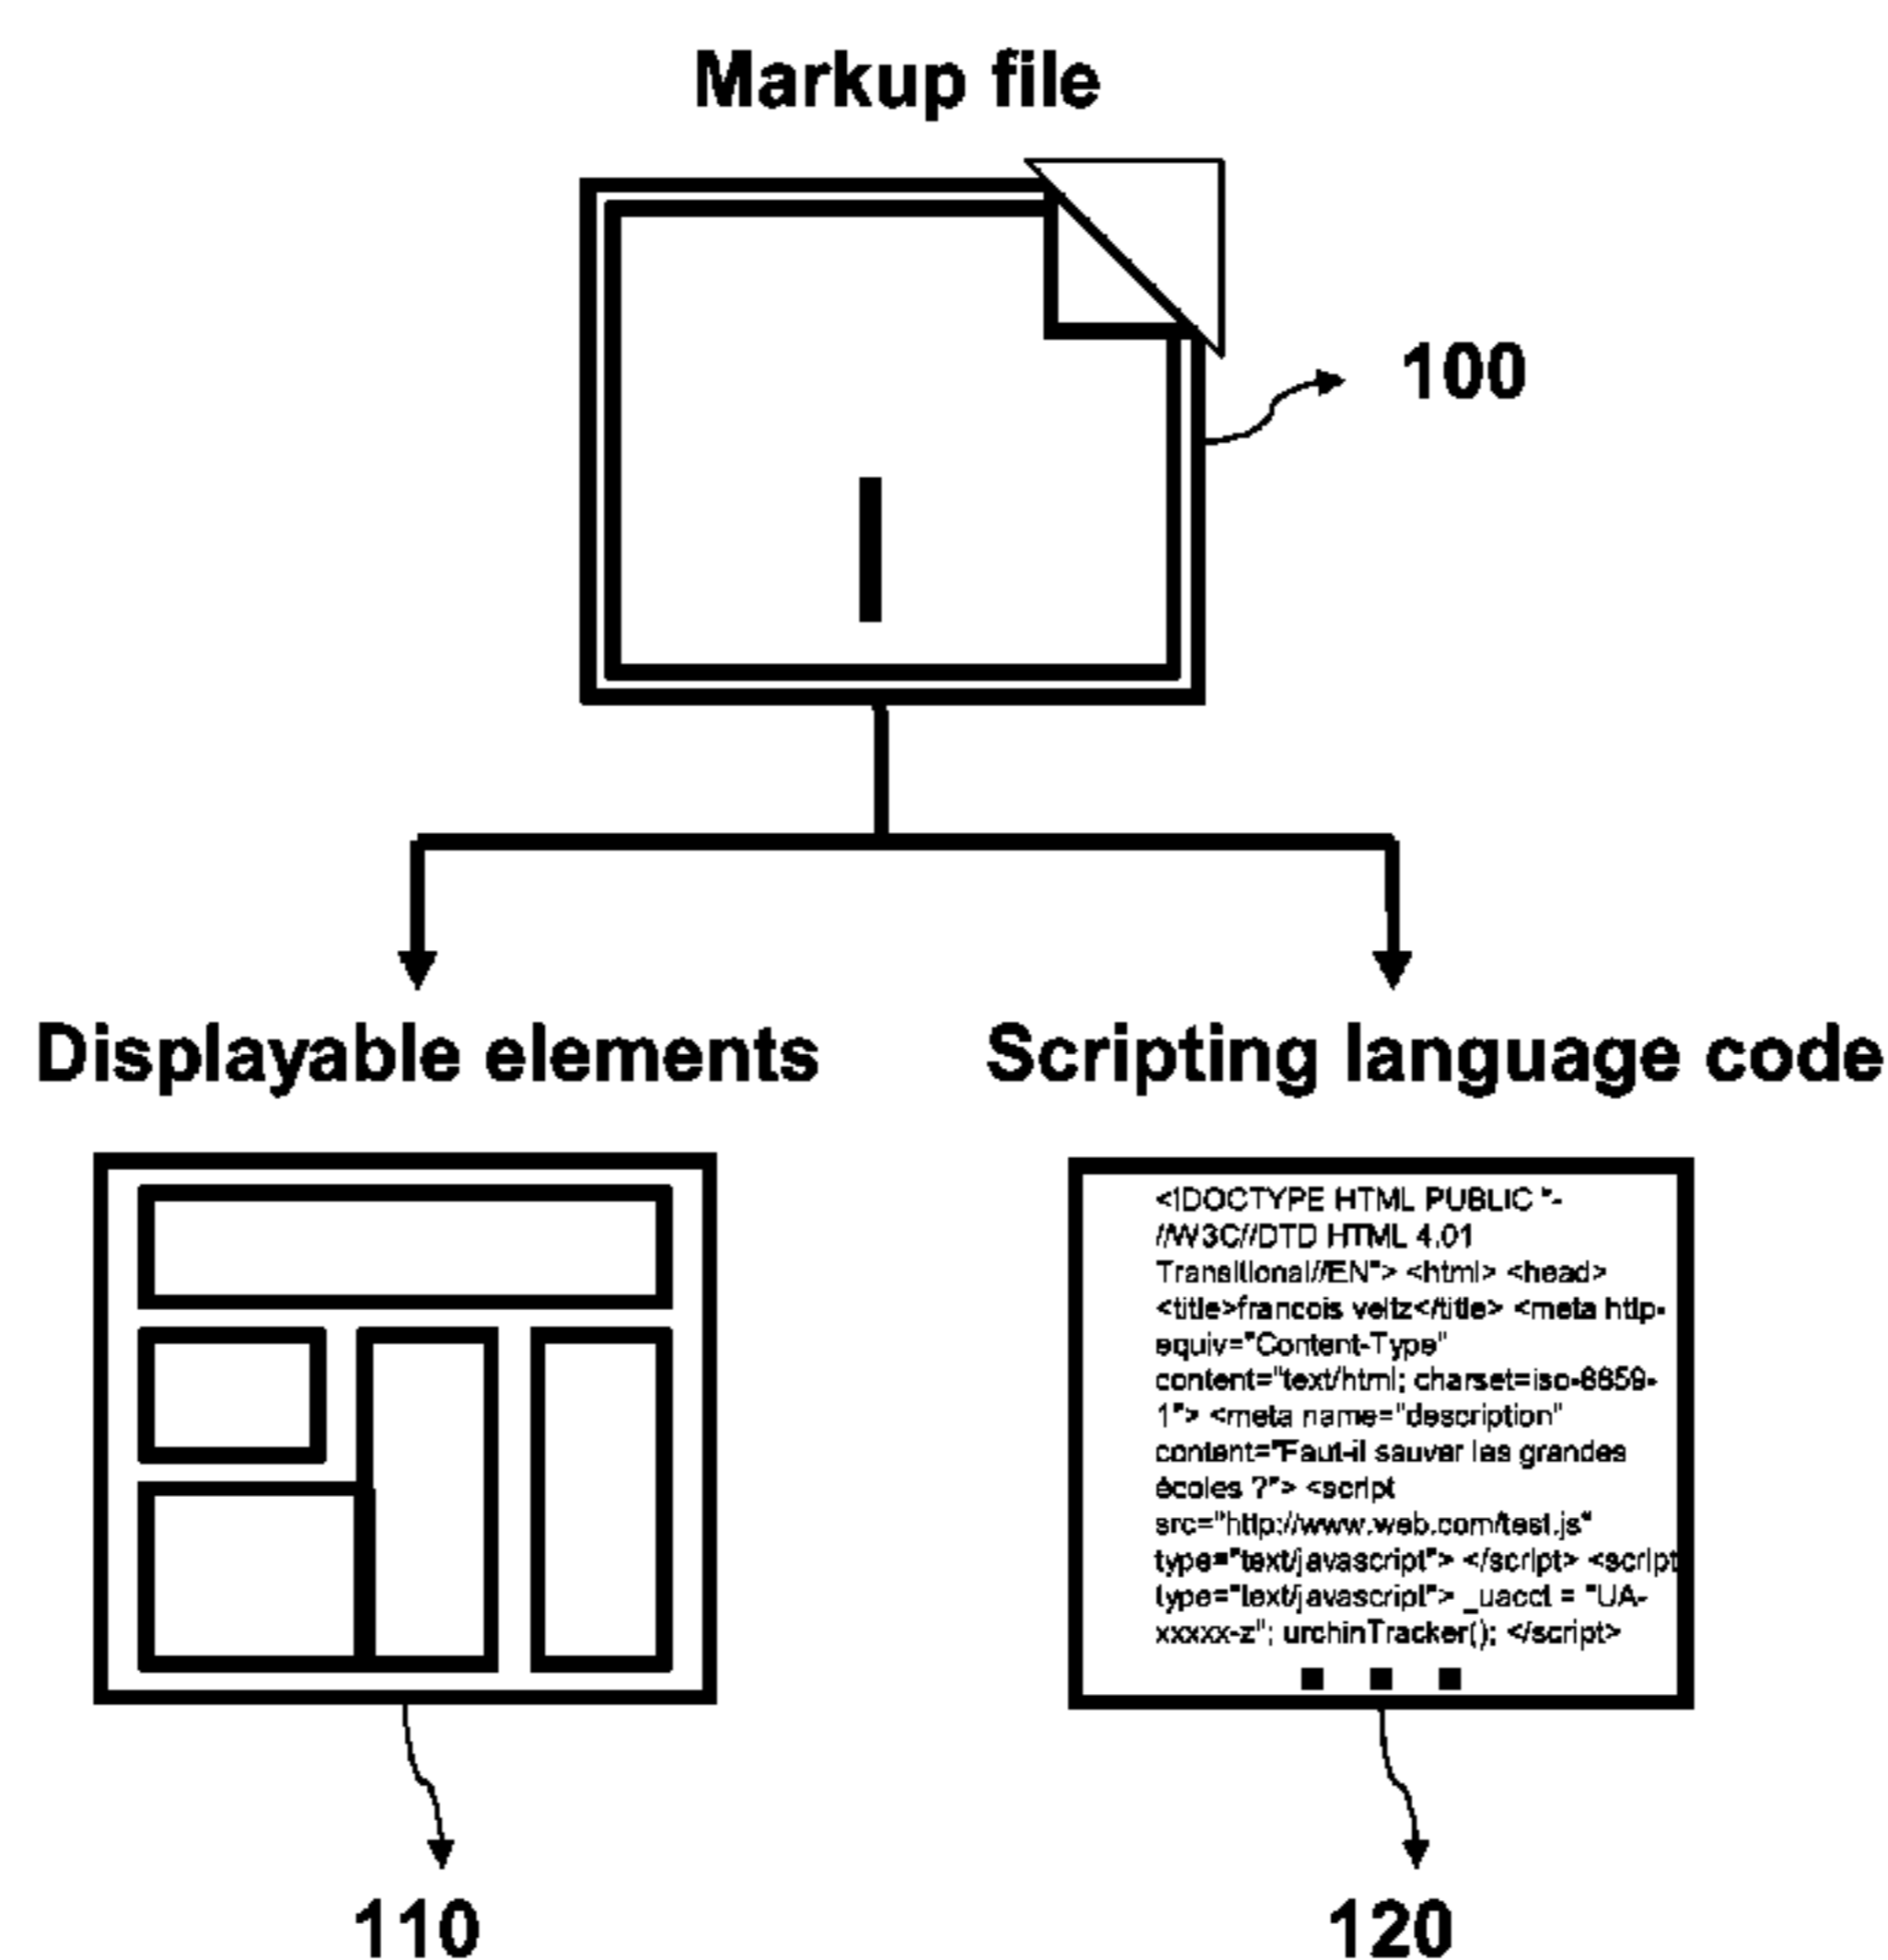 Markup file
100
Displayable elements
Scripting language code
<!DOCTYPE HTML PUBLIC "-
//W3C//DTD HTML 4.01
Transitional//EN"> <html> <head>
<title>francois veltz</title> <meta http-
equiv="Content-Type"
content="text/html; charset=iso-8859-
1"> <meta name="description"
content="Faut-il sauver les grandes
écoles ?"> <script
src="http://www.web.com/test.js"
type="text/javascript"> </script> <script
type="text/javascript"> _uacct = "UA-
xxxxx-z"; urchinTracker(); </script>
110
120